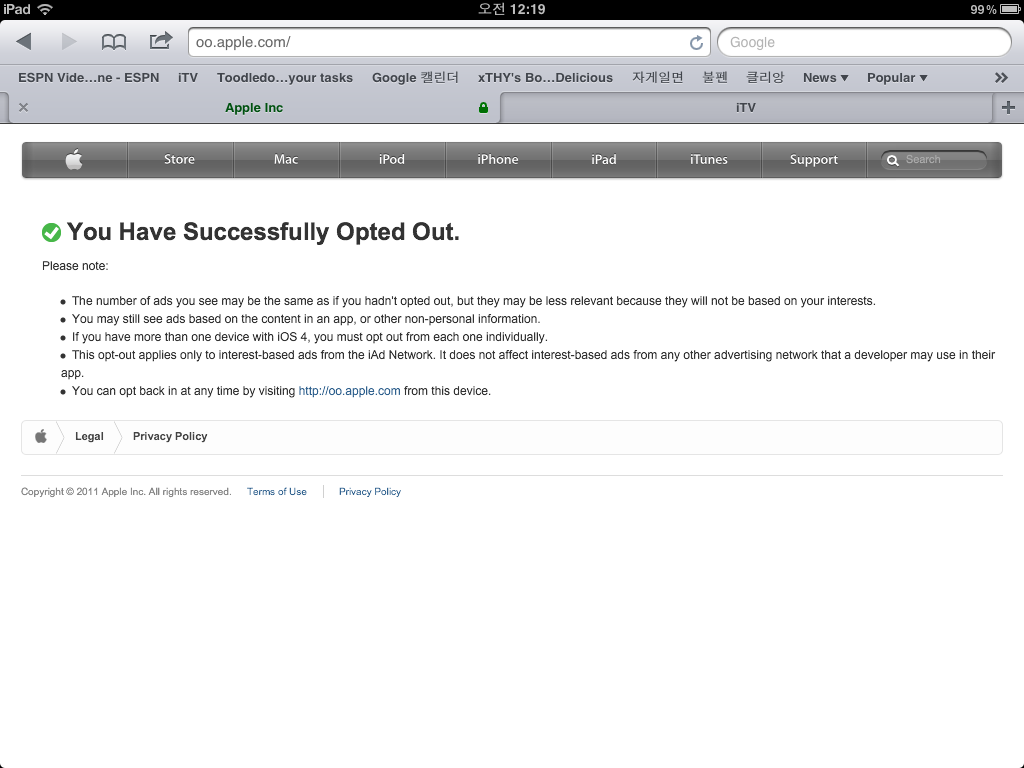 iPad 오전 12:19 99%
oo.apple.com/ Google
ESPN Vide...ne - ESPN iTV Toodledo...your tasks Google 캘린더 xTHY's Bo...Delicious 자게일면 불펜 클리앙 News Popular
Apple Inc iTV
Store Mac iPod iPhone iPad iTunes Support Search
You Have Successfully Opted Out.
Please note:
The number of ads you see may be the same as if you hadn't opted out, but they may be less relevant because they will not be based on your interests.
You may still see ads based on the content in an app, or other non-personal information.
If you have more than one device with iOS 4, you must opt out from each one individually.
This opt-out applies only to interest-based ads from the iAd Network. It does not affect interest-based ads from any other advertising network that a developer may use in their
app.
You can opt back in at any time by visiting http://oo.apple.com from this device.
Legal Privacy Policy
Copyright © 2011 Apple Inc. All rights reserved. Terms of Use Privacy Policy